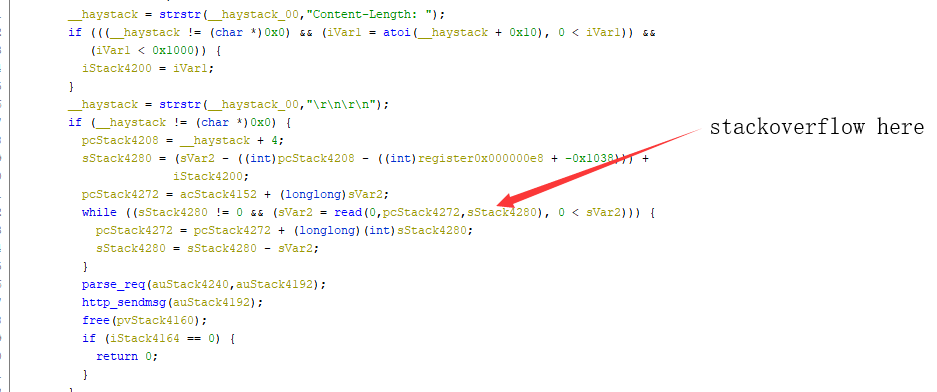 __haystack = strstr(__haystack_00,"Content-Length: ");
if (((__haystack != (char *)0x0) && (iVar1 = atoi(__haystack + 0x10), 0 < iVar1)) &&
(iVar1 < 0x1000)) {
iStack4200 = iVar1;
}
__haystack = strstr(__haystack_00,"\r\n\r\n");
if (__haystack != (char *)0x0) {
pcStack4208 = __haystack + 4;
stackoverflow here
sStack4280 = (sVar2 - ((int)pcStack4208 - ((int)register0x000000e8 + -0x1038))) +
iStack4200;
pcStack4272 = acStack4152 + (longlong)sVar2;
while ((sStack4280 != 0 && (sVar2 = read(0,pcStack4272,sStack4280), 0 < sVar2))) {
pcStack4272 = pcStack4272 + (longlong)(int)sStack4280;
sStack4280 = sStack4280 - sVar2;
}
parse_req(auStack4240,auStack4192);
http_sendmsg(auStack4192);
free(pvStack4160);
if (iStack4164 == 0) {
return 0;
}